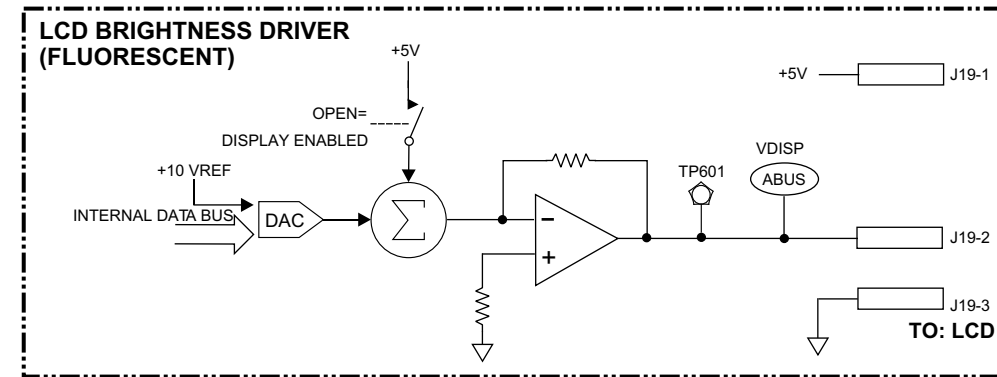 LCD BRIGHTNESS DRIVER
(FLUORESCENT)
+5V
+5V
J19-1
OPEN=
DISPLAY ENABLED
+10 VREF
INTERNAL DATA BUS
DAC
Σ
−
+
TP601
VDISP
ABUS
J19-2
J19-3
TO: LCD